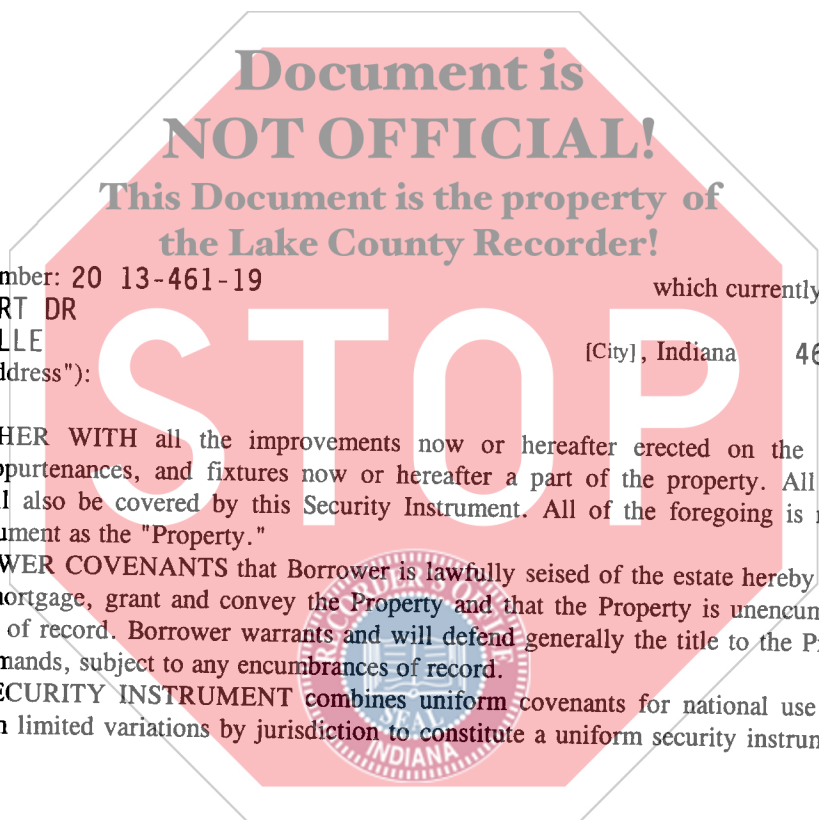 Document is
NOT OFFICIAL!
This Document is the property of
the Lake County Recorder!
mber: 20 13-461-19
which currently
RT DR
LLE
[City], Indiana 46
ddress"):
STOP
HER WITH all the improvements now or hereafter erected on the
ppurtenances, and fixtures now or hereafter a part of the property. All
l also be covered by this Security Instrument. All of the foregoing is
ument as the "Property."
WER COVENANTS that Borrower is lawfully seised of the estate hereby
ortgage, grant and convey the Property and that the Property is unencum
of record. Borrower warrants and will defend generally the title to the P
mands, subject to any encumbrances of record.
ECURITY INSTRUMENT combines uniform covenants for national use
limited variations by jurisdiction to constitute a uniform security instrum
RECORDER OF
SEAL
INDIANA